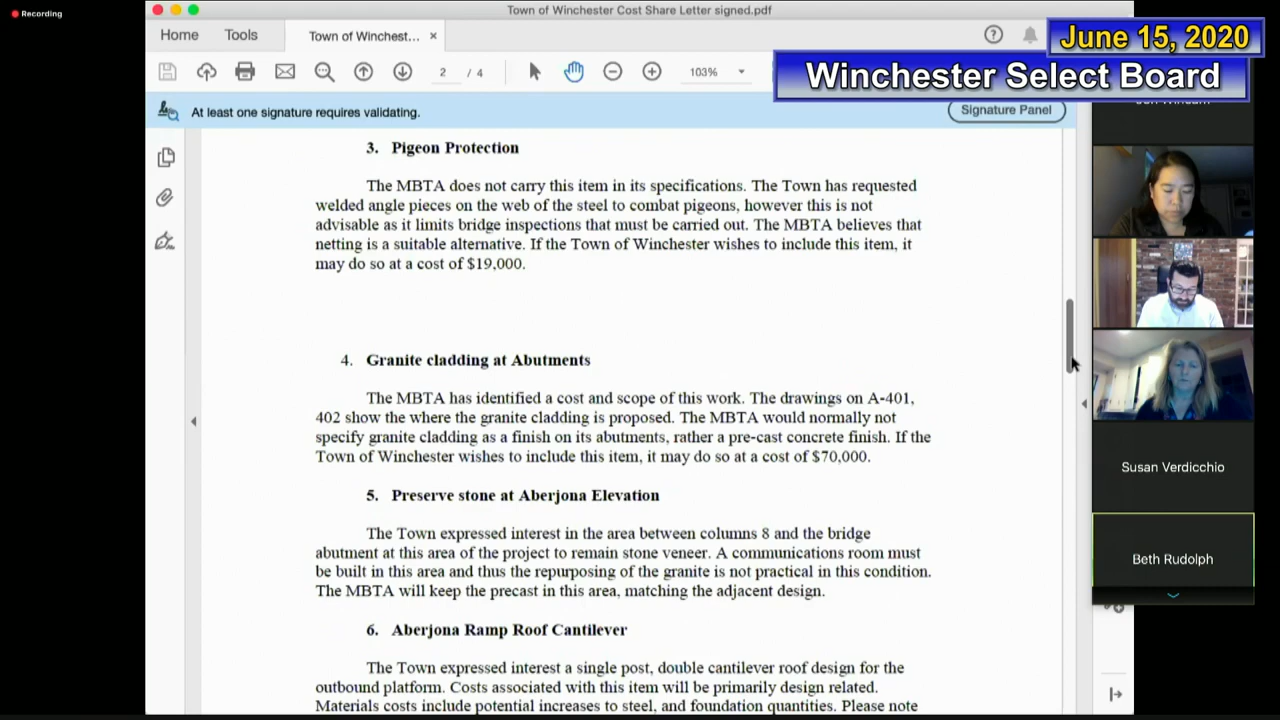 Recording
Town of Winchester Cost Share Letter signed.pdf
Home
Tools
Town of Winchest... ×
June 15, 2020
Winchester Select Board
2 / 4
103%
At least one signature requires validating.
Signature Panel
3. Pigeon Protection
The MBTA does not carry this item in its specifications. The Town has requested
welded angle pieces on the web of the steel to combat pigeons, however this is not
advisable as it limits bridge inspections that must be carried out. The MBTA believes that
netting is a suitable alternative. If the Town of Winchester wishes to include this item, it
may do so at a cost of $19,000.
4. Granite cladding at Abutments
The MBTA has identified a cost and scope of this work. The drawings on A-401,
402 show the where the granite cladding is proposed. The MBTA would normally not
specify granite cladding as a finish on its abutments, rather a pre-cast concrete finish. If the
Town of Winchester wishes to include this item, it may do so at a cost of $70,000.
5. Preserve stone at Aberjona Elevation
The Town expressed interest in the area between columns 8 and the bridge
abutment at this area of the project to remain stone veneer. A communications room must
be built in this area and thus the repurposing of the granite is not practical in this condition.
The MBTA will keep the precast in this area, matching the adjacent design.
6. Aberjona Ramp Roof Cantilever
The Town expressed interest a single post, double cantilever roof design for the
outbound platform. Costs associated with this item will be primarily design related.
Materials costs include potential increases to steel, and foundation quantities. Please note
Susan Verdicchio
Beth Rudolph